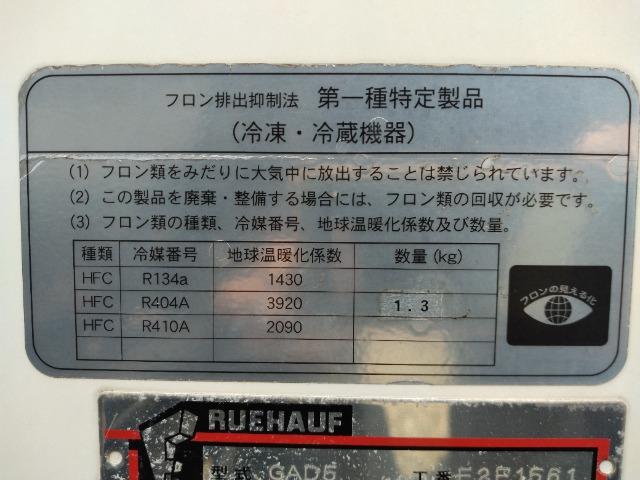 フロン排出抑制法 第一種特定製品
(冷凍・冷蔵機器)
(1) フロン類をみだりに大気中に放出することは禁じられています。
(2) この製品を廃棄・整備する場合には、フロン類の回収が必要です。
(3) フロン類の種類、冷媒番号、地球温暖化係数及び数量。
種類 冷媒番号 地球温暖化係数 数量(kg)
HFC R134a 1430
HFC R404A 3920 1.3
HFC R410A 2090
フロンの見える化
RUEHAUF
型式 GAD5 工番